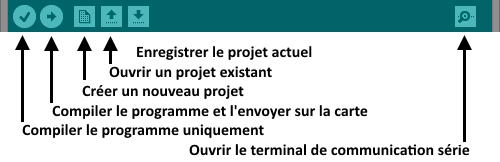 Enregistrer le projet actuel
Ouvrir un projet existant
Créer un nouveau projet
Compiler le programme et l'envoyer sur la carte
Compiler le programme uniquement
Ouvrir le terminal de communication série